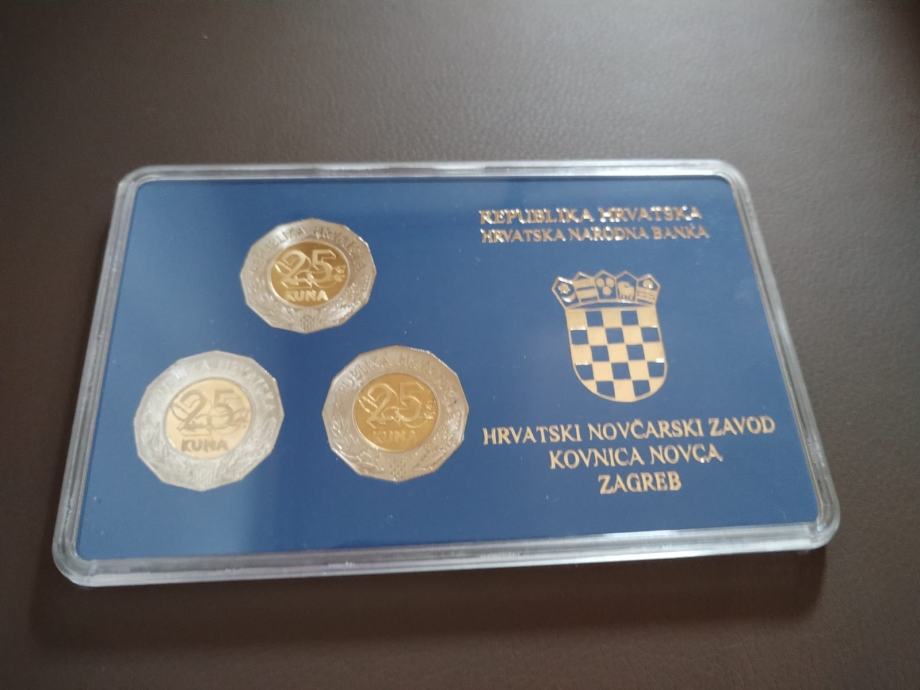 REPUBLIKA HRVATSKA
HRVATSKA NARODNA BANKA
25
KUNA
25
KUNA
25
KUNA
HRVATSKI NOVČARSKI ZAVOD
KOVNICA NOVCA
ZAGREB